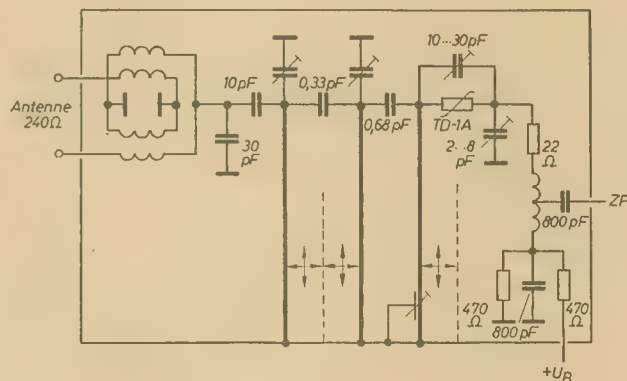 Antenne
240Ω
10pF
30
pF
0,33pF
0,68pF
10...30pF
TD-1A
2...8
pF
22
Ω
ZF
800pF
470
Ω
800pF
470
Ω
+U_B